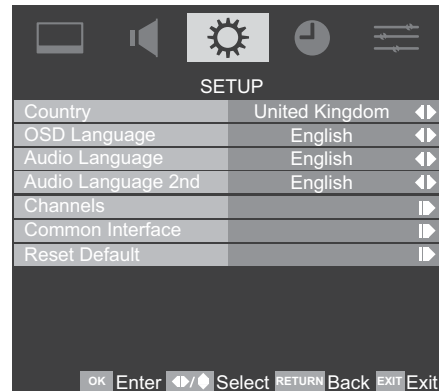 SETUP
Country United Kingdom
OSD Language English
Audio Language English
Audio Language 2nd English
Channels
Common Interface
Reset Default
OK Enter / Select RETURN Back EXIT Exit